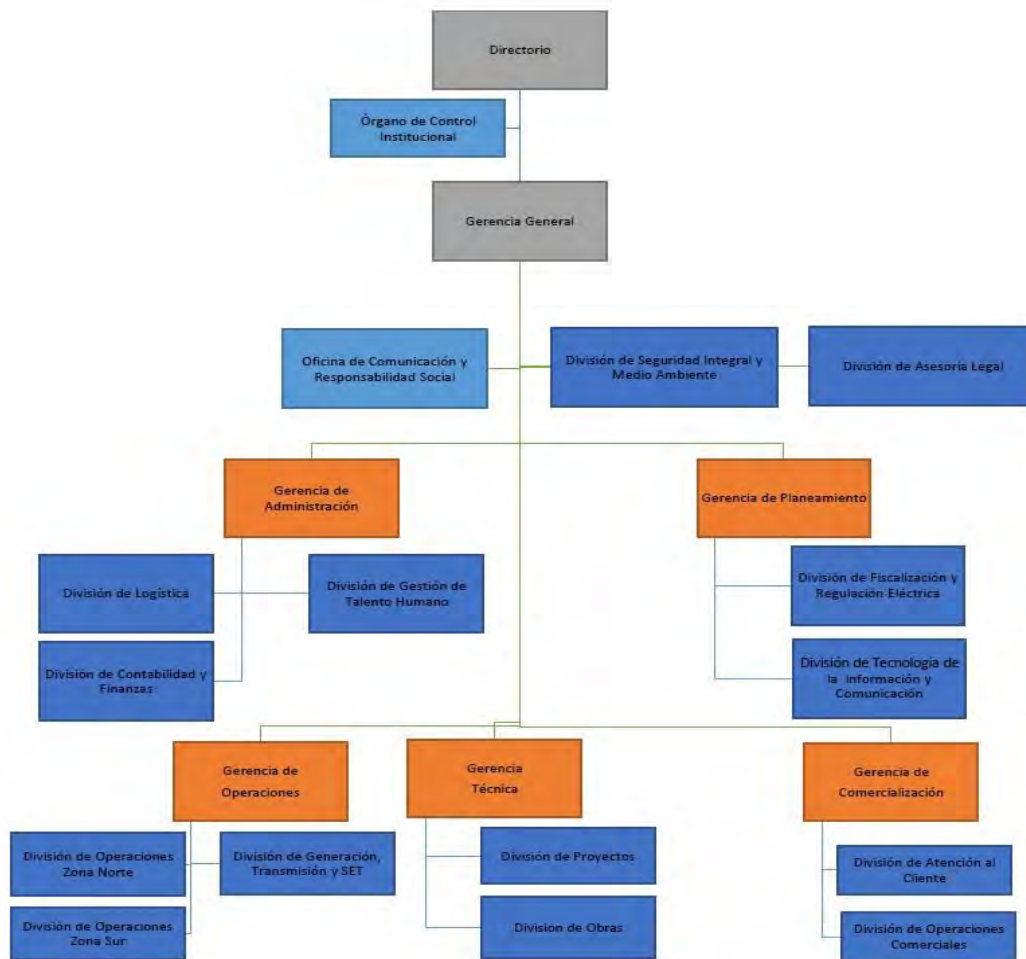 Directorio
Órgano de Control
Institucional
Gerencia General
Oficina de Comunicación y
Responsabilidad Social
División de Seguridad Integral y
Medio Ambiente
División de Asesoría Legal
Gerencia de
Administración
Gerencia de Planeamiento
División de Logística
División de Gestión de
Talento Humano
División de Contabilidad y
Finanzas
División de Fiscalización y
Regulación Eléctrica
División de Tecnología de
la Información y
Comunicación
Gerencia de
Operaciones
Gerencia
Técnica
Gerencia de
Comercialización
División de Operaciones
Zona Norte
División de Generación,
Transmisión y SET
División de Operaciones
Zona Sur
División de Proyectos
División de Obras
División de Atención al
Cliente
División de Operaciones
Comerciales